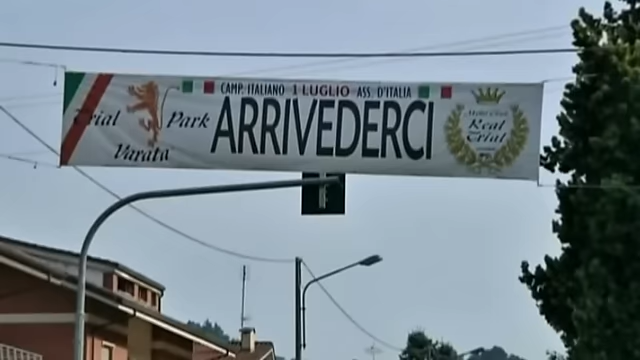 CAMP. ITALIANO 1 LUGLIO ASS. D'ITALIA
Trial Park
Varata
ARRIVEDERCI
Moto Club
Real
Trial